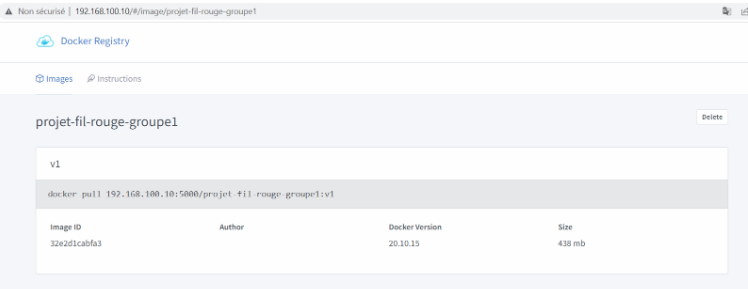 Non sécurisé | 192.168.100.10/#/image/projet-fil-rouge-groupe1
Docker Registry
Images Instructions
projet-fil-rouge-groupe1 Delete
v1
docker pull 192.168.100.10:5000/projet-fil-rouge-groupe1:v1
Image ID Author Docker Version Size
32e2d1cabfa3 20.10.15 438 mb